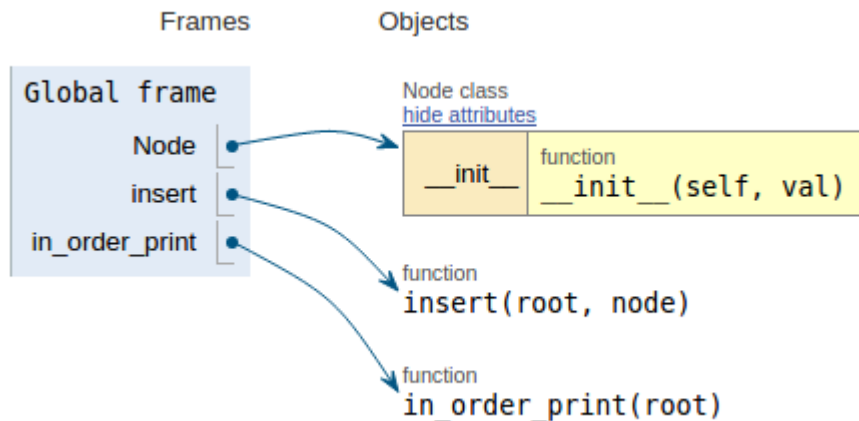 Frames Objects
Global frame
Node
insert
in_order_print
Node class
hide attributes
__init__
function
__init__(self, val)
function
insert(root, node)
function
in_order_print(root)